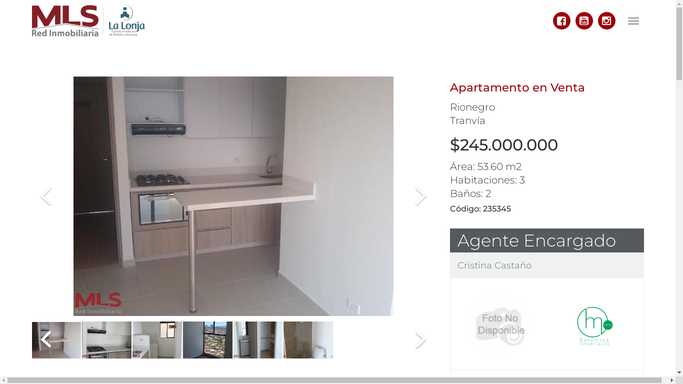 MLS
Red Inmobiliaria
La Lonja
Apartamento en Venta
Rionegro
Tranvía
$245.000.000
Área: 53.60 m2
Habitaciones: 3
Baños: 2
Código: 235345
Agente Encargado
Cristina Castaño
Foto No
Disponible
MLS
Red Inmobiliaria